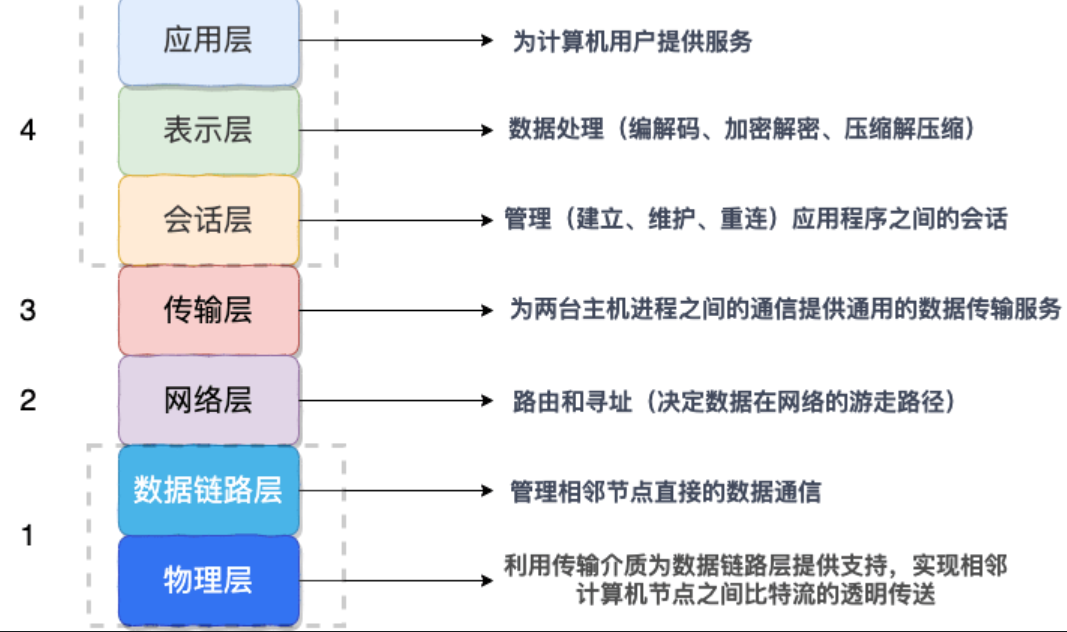 应用层
为计算机用户提供服务
4
表示层
数据处理（编解码、加密解密、压缩解压缩）
会话层
管理（建立、维护、重连）应用程序之间的会话
3
传输层
为两台主机进程之间的通信提供通用的数据传输服务
2
网络层
路由和寻址（决定数据在网络的游走路径）
数据链路层
管理相邻节点直接的数据通信
1
物理层
利用传输介质为数据链路层提供支持，实现相邻
计算机节点之间比特流的透明传送